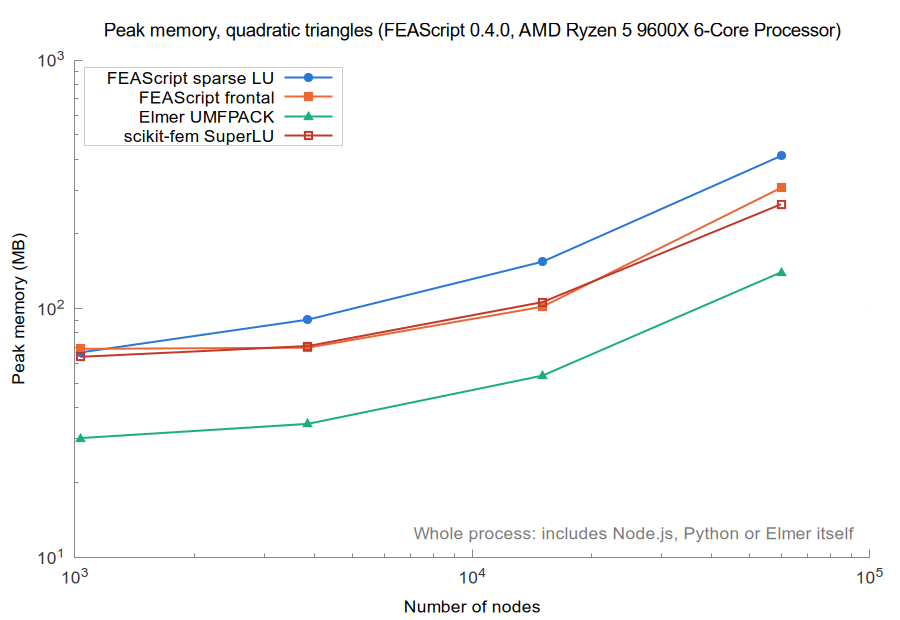 Peak memory, quadratic triangles (FEAScript 0.4.0, AMD Ryzen 5 9600X 6-Core Processor)
10³
FEAScript sparse LU
FEAScript frontal
Elmer UMFPACK
scikit-fem SuperLU
Peak memory (MB)
10²
Whole process: includes Node.js, Python or Elmer itself
10¹
10³
10⁴
10⁵
Number of nodes